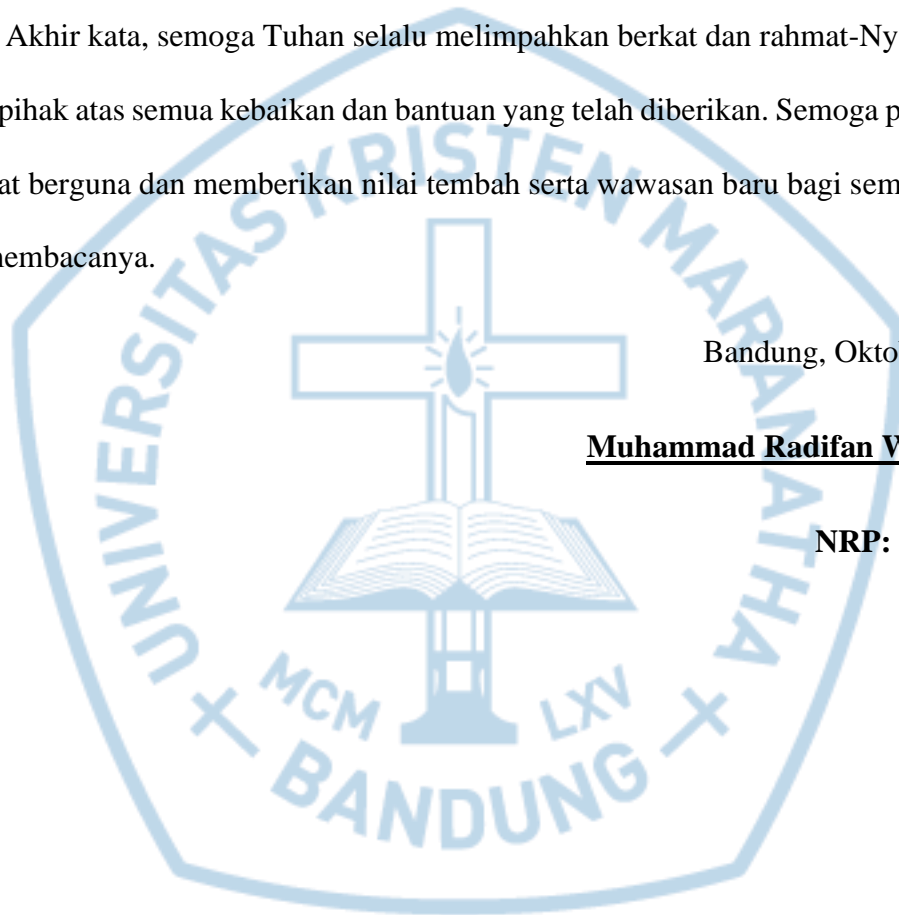 Akhir kata, semoga Tuhan selalu melimpahkan berkat dan rahmat-Ny
pihak atas semua kebaikan dan bantuan yang telah diberikan. Semoga p
at berguna dan memberikan nilai tembah serta wawasan baru bagi sem
membacanya.
Bandung, Okto
Muhammad Radifan W
NRP:
UNIVERSITAS KRISTEN MARANATHA
MCM LXV
BANDUNG